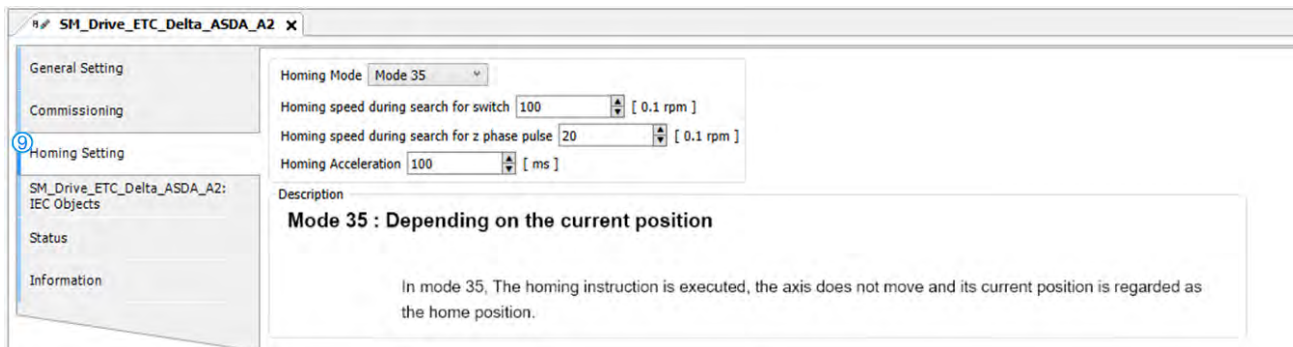 SM_Drive_ETC_Delta_ASDA_A2 X
General Setting
Commissioning
⑨
Homing Setting
SM_Drive_ETC_Delta_ASDA_A2:
IEC Objects
Status
Information
Homing Mode Mode 35
Homing speed during search for switch 100 [ 0.1 rpm ]
Homing speed during search for z phase pulse 20 [ 0.1 rpm ]
Homing Acceleration 100 [ ms ]
Description
Mode 35 : Depending on the current position
In mode 35, The homing instruction is executed, the axis does not move and its current position is regarded as
the home position.